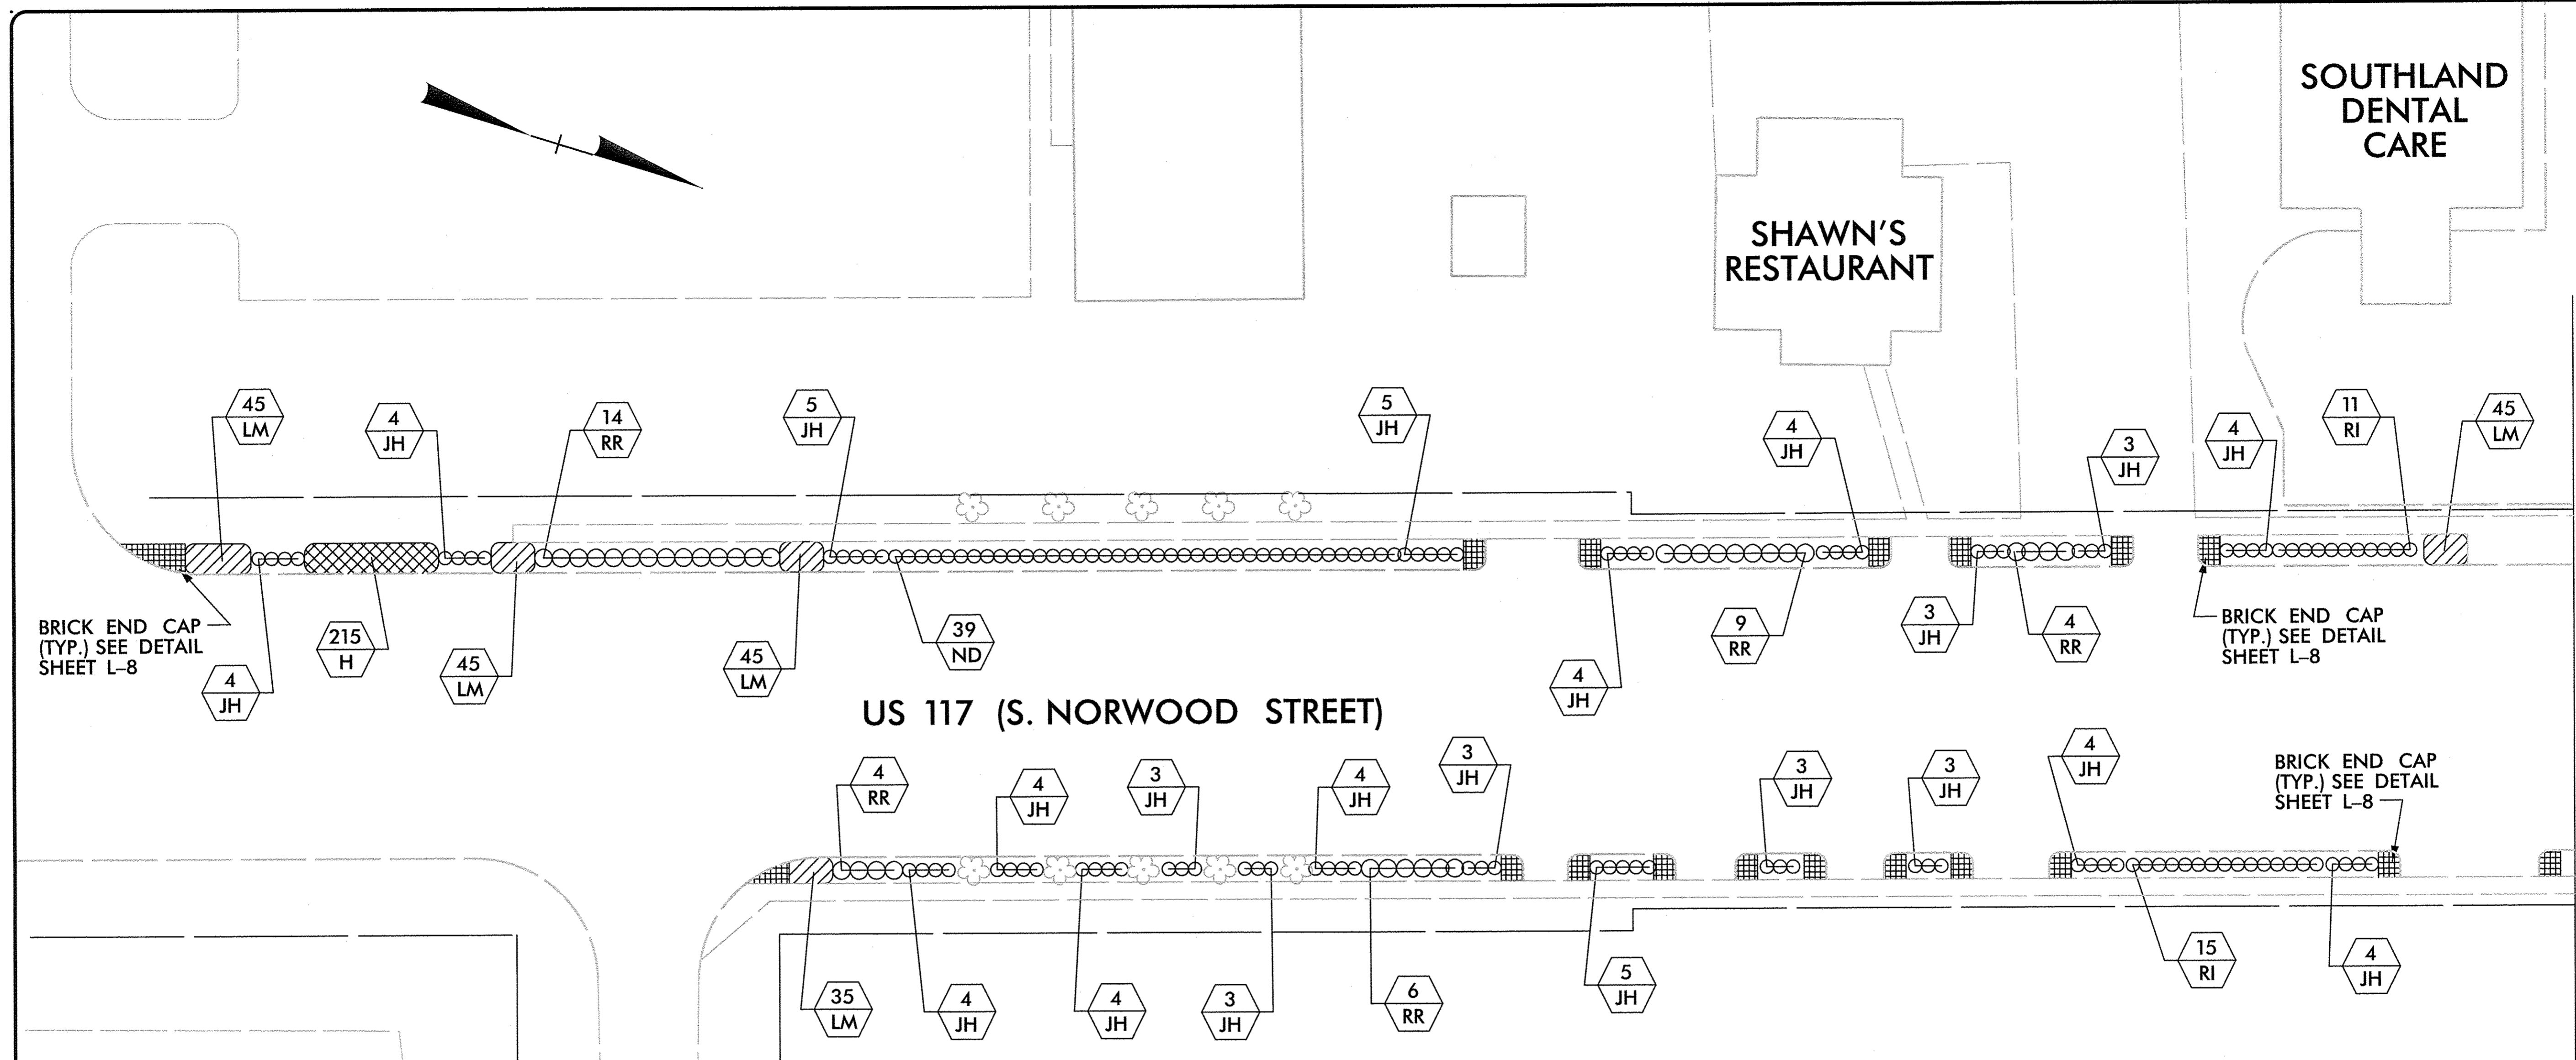 SOUTHLAND
DENTAL
CARE
SHAWN'S
RESTAURANT
45
LM
4
JH
14
RR
5
JH
5
JH
4
JH
3
JH
4
JH
11
RI
45
LM
BRICK END CAP
(TYP.) SEE DETAIL
SHEET L-8
4
JH
215
H
45
LM
45
LM
39
ND
4
JH
9
RR
3
JH
4
RR
BRICK END CAP
(TYP.) SEE DETAIL
SHEET L-8
US 117 (S. NORWOOD STREET)
4
RR
4
JH
3
JH
4
JH
3
JH
3
JH
3
JH
4
JH
BRICK END CAP
(TYP.) SEE DETAIL
SHEET L-8
35
LM
4
JH
4
JH
3
JH
6
RR
5
JH
15
RI
4
JH